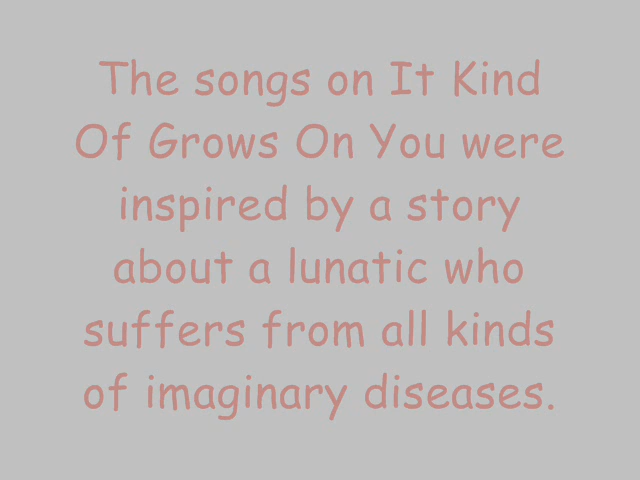 The songs on It Kind
Of Grows On You were
inspired by a story
about a lunatic who
suffers from all kinds
of imaginary diseases.